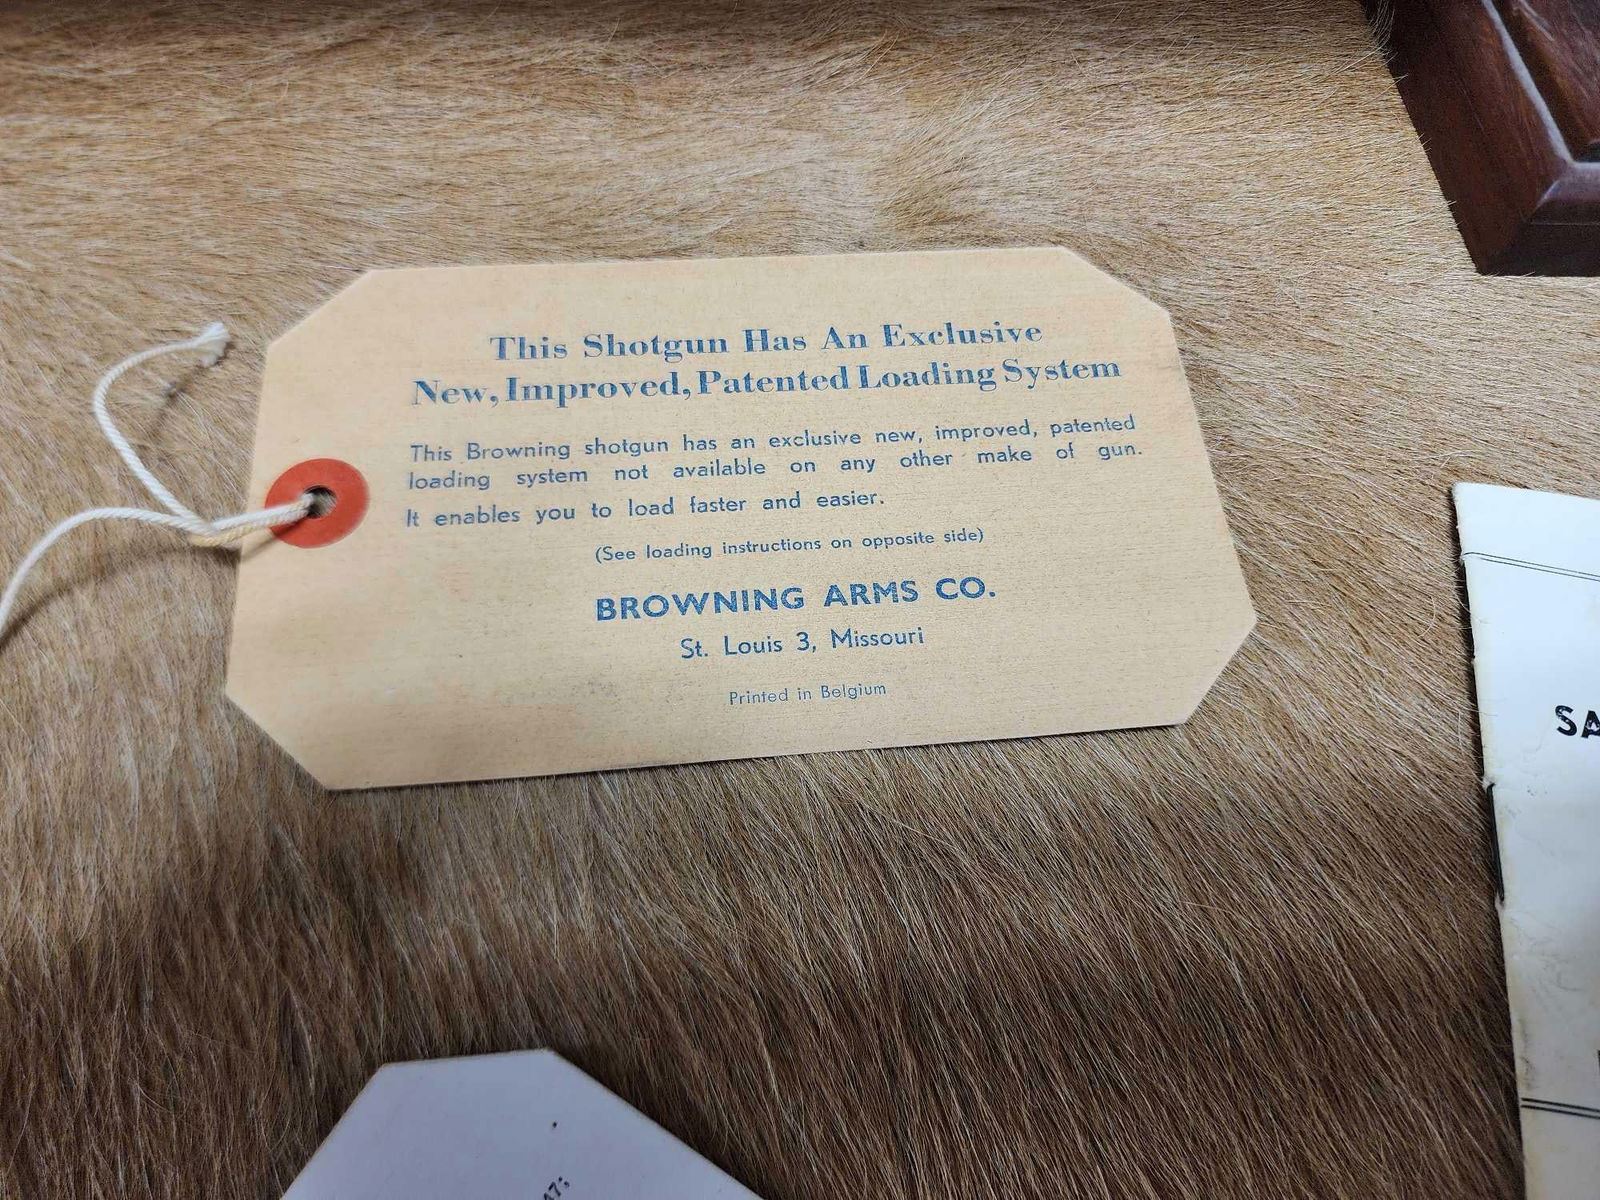 This Shotgun Has An Exclusive
New, Improved, Patented Loading System
This Browning shotgun has an exclusive new, improved, patented
loading system not available on any other make of gun.
It enables you to load faster and easier.
(See loading instructions on opposite side)
BROWNING ARMS CO.
St. Louis 3, Missouri
Printed in Belgium
SA
47;